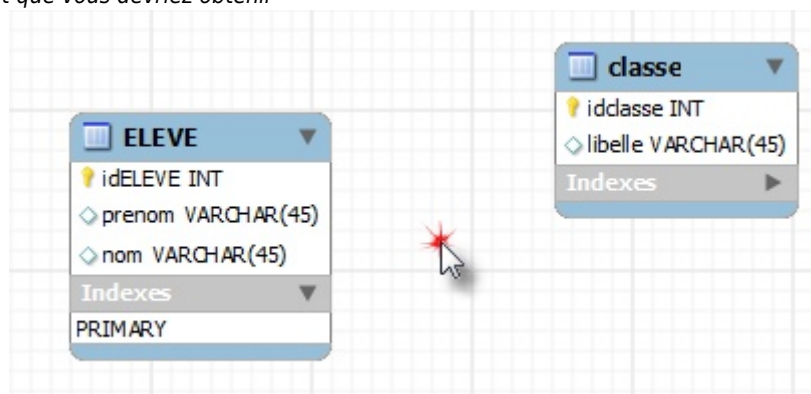 que vous devriez obtenir
ELEVE
idELEVE INT
prenom VARCHAR(45)
nom VARCHAR(45)
Indexes
PRIMARY
classe
idclasse INT
libelle VARCHAR(45)
Indexes